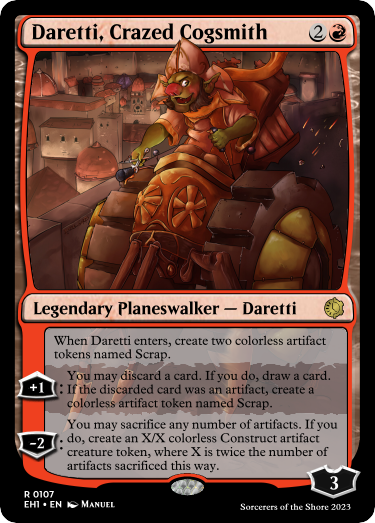 Daretti, Crazed Cogsmith 2
Legendary Planeswalker — Daretti
When Daretti enters, create two colorless artifact
tokens named Scrap.
+1: You may discard a card. If you do, draw a card.
If the discarded card was an artifact, create a
colorless artifact token named Scrap.
-2: You may sacrifice any number of artifacts. If you
do, create an X/X colorless Construct artifact
creature token, where X is twice the number of
artifacts sacrificed this way.
3
R 0107
EH1 • EN Manuel
Sorcerers of the Shore 2023